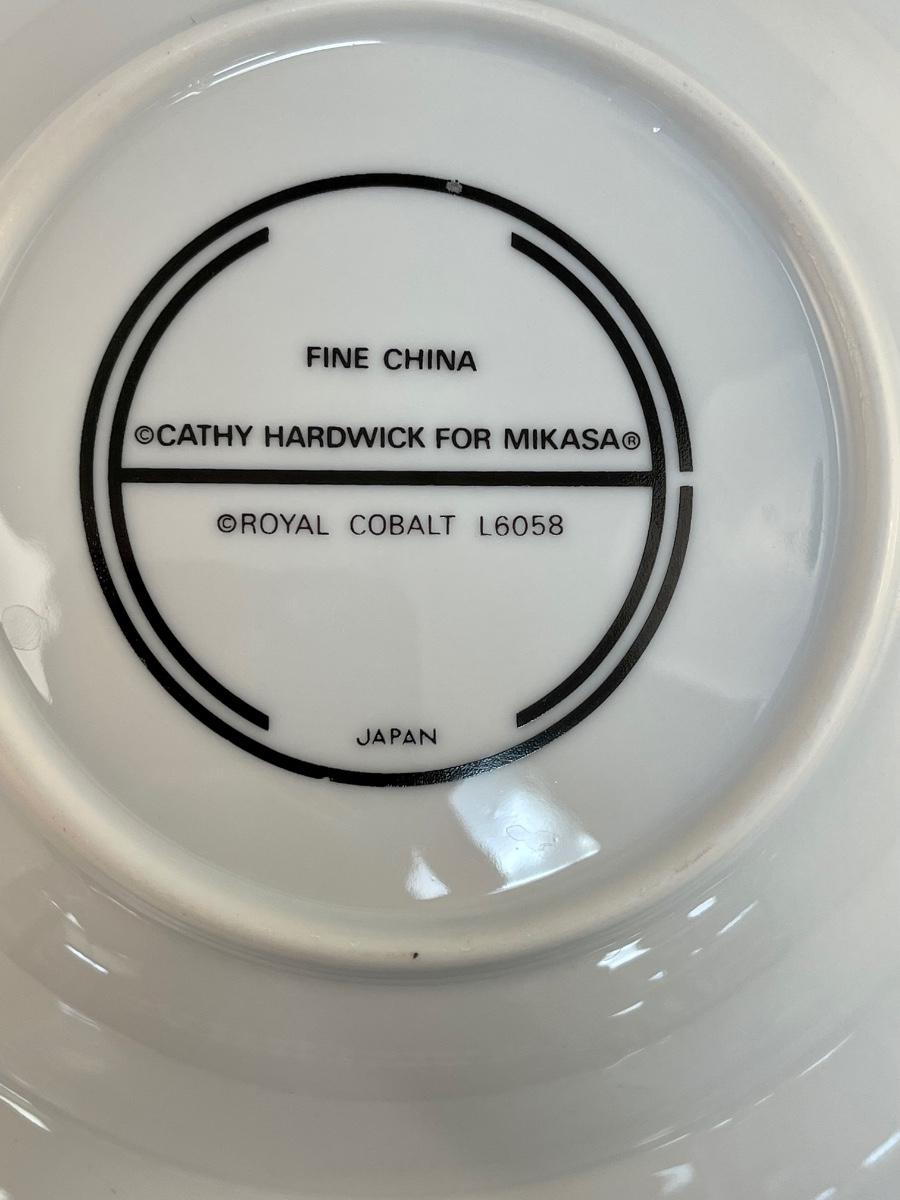 FINE CHINA
©CATHY HARDWICK FOR MIKASA®
©ROYAL COBALT L6058
JAPAN